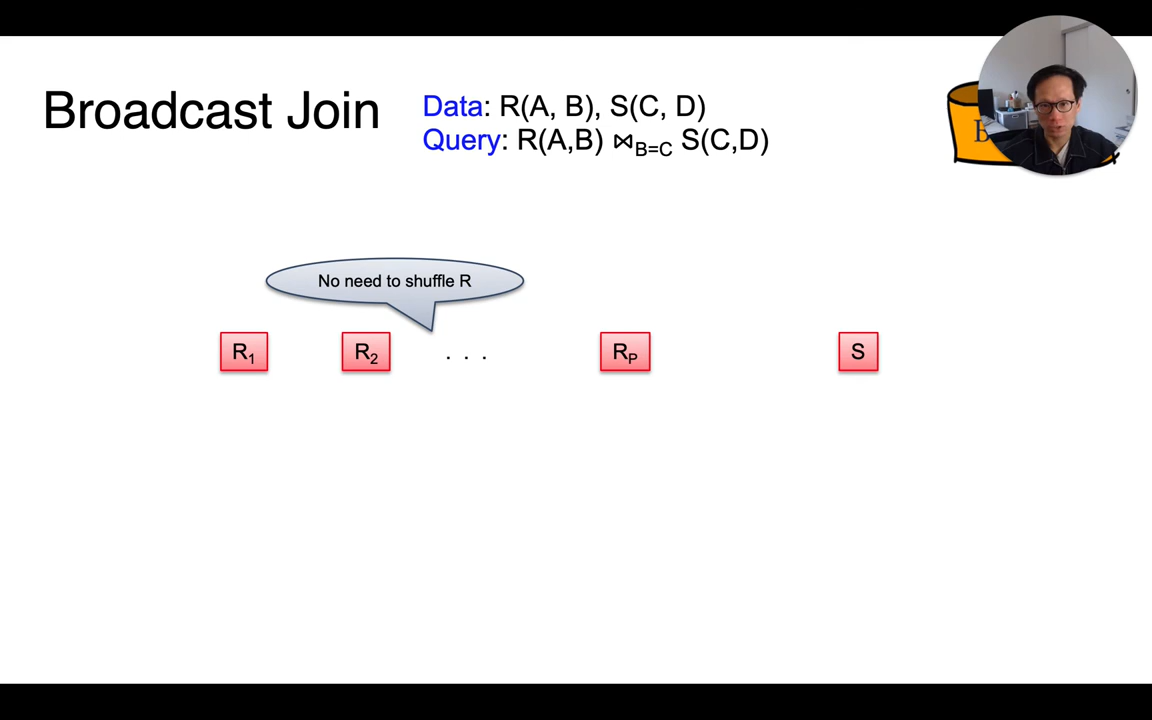 Broadcast Join
Data: R(A, B), S(C, D)
Query: R(A,B) ⋈B=C S(C,D)
No need to shuffle R
R1
R2
. . .
RP
S